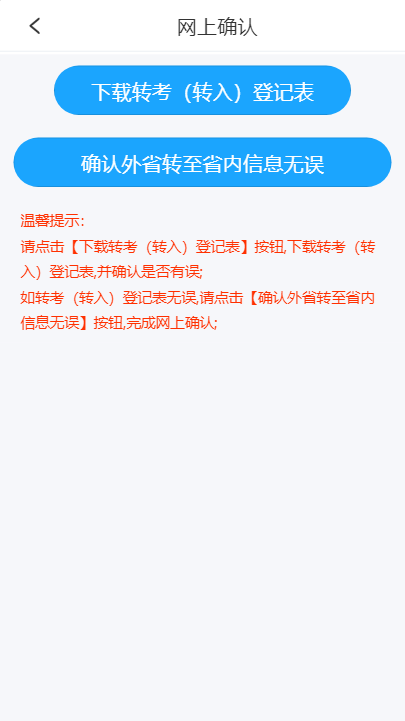 网上确认
下载转考（转入）登记表
确认外省转至省内信息无误
温馨提示:
请点击【下载转考（转入）登记表】按钮,下载转考（转
入）登记表,并确认是否有误;
如转考（转入）登记表无误,请点击【确认外省转至省内
信息无误】按钮,完成网上确认;